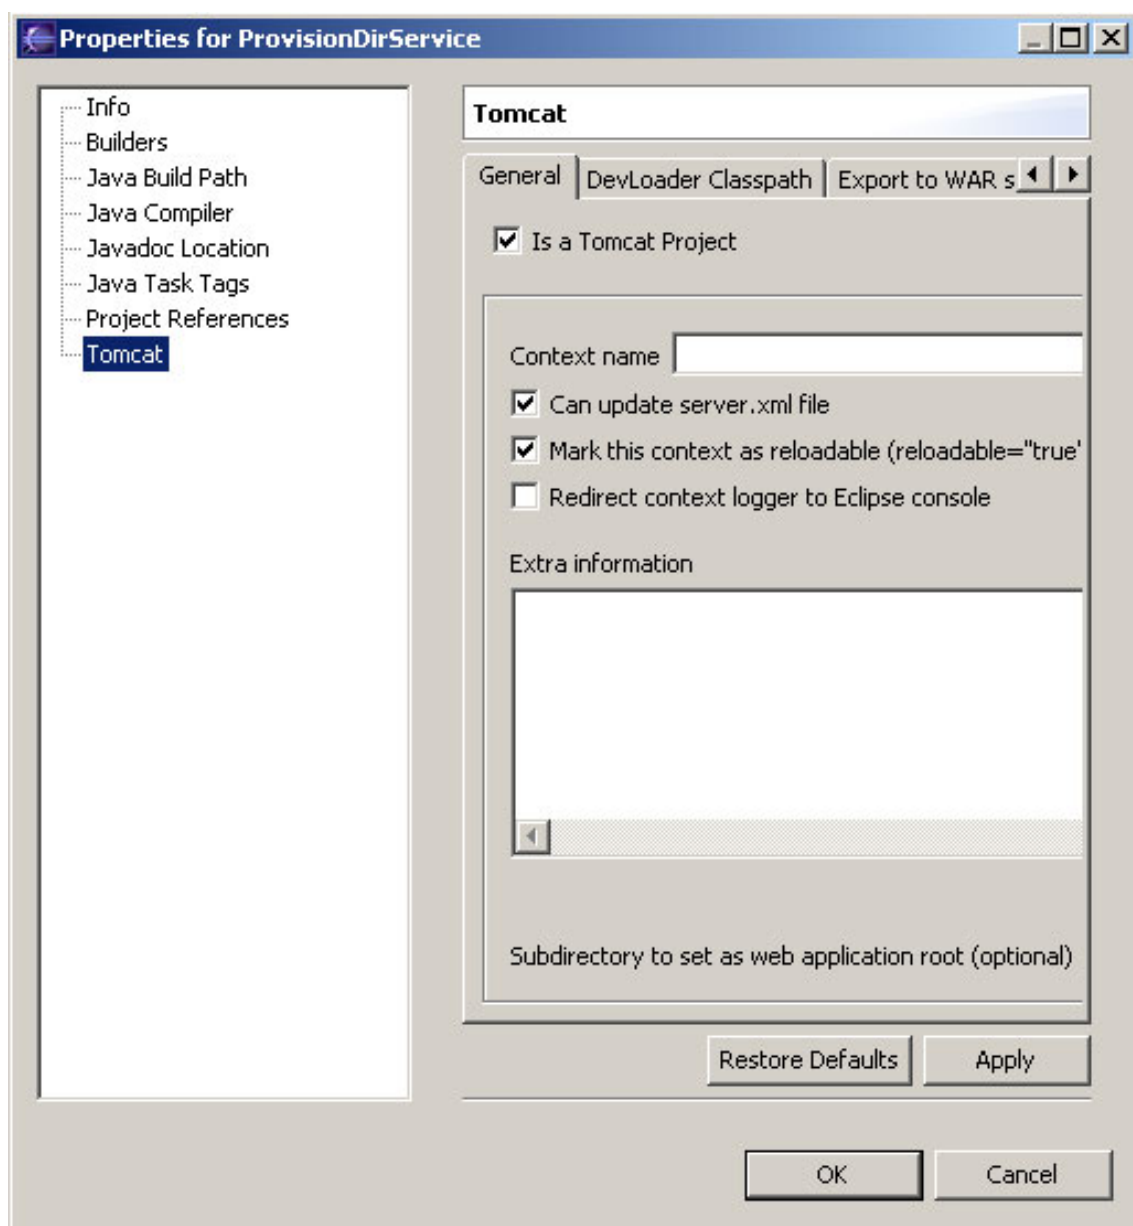 Properties for ProvisionDirService
Info
Builders
Java Build Path
Java Compiler
Javadoc Location
Java Task Tags
Project References
Tomcat
Tomcat
General
DevLoader Classpath
Export to WAR s
Is a Tomcat Project
Context name
Can update server.xml file
Mark this context as reloadable (reloadable="true"
Redirect context logger to Eclipse console
Extra information
Subdirectory to set as web application root (optional)
Restore Defaults
Apply
OK
Cancel